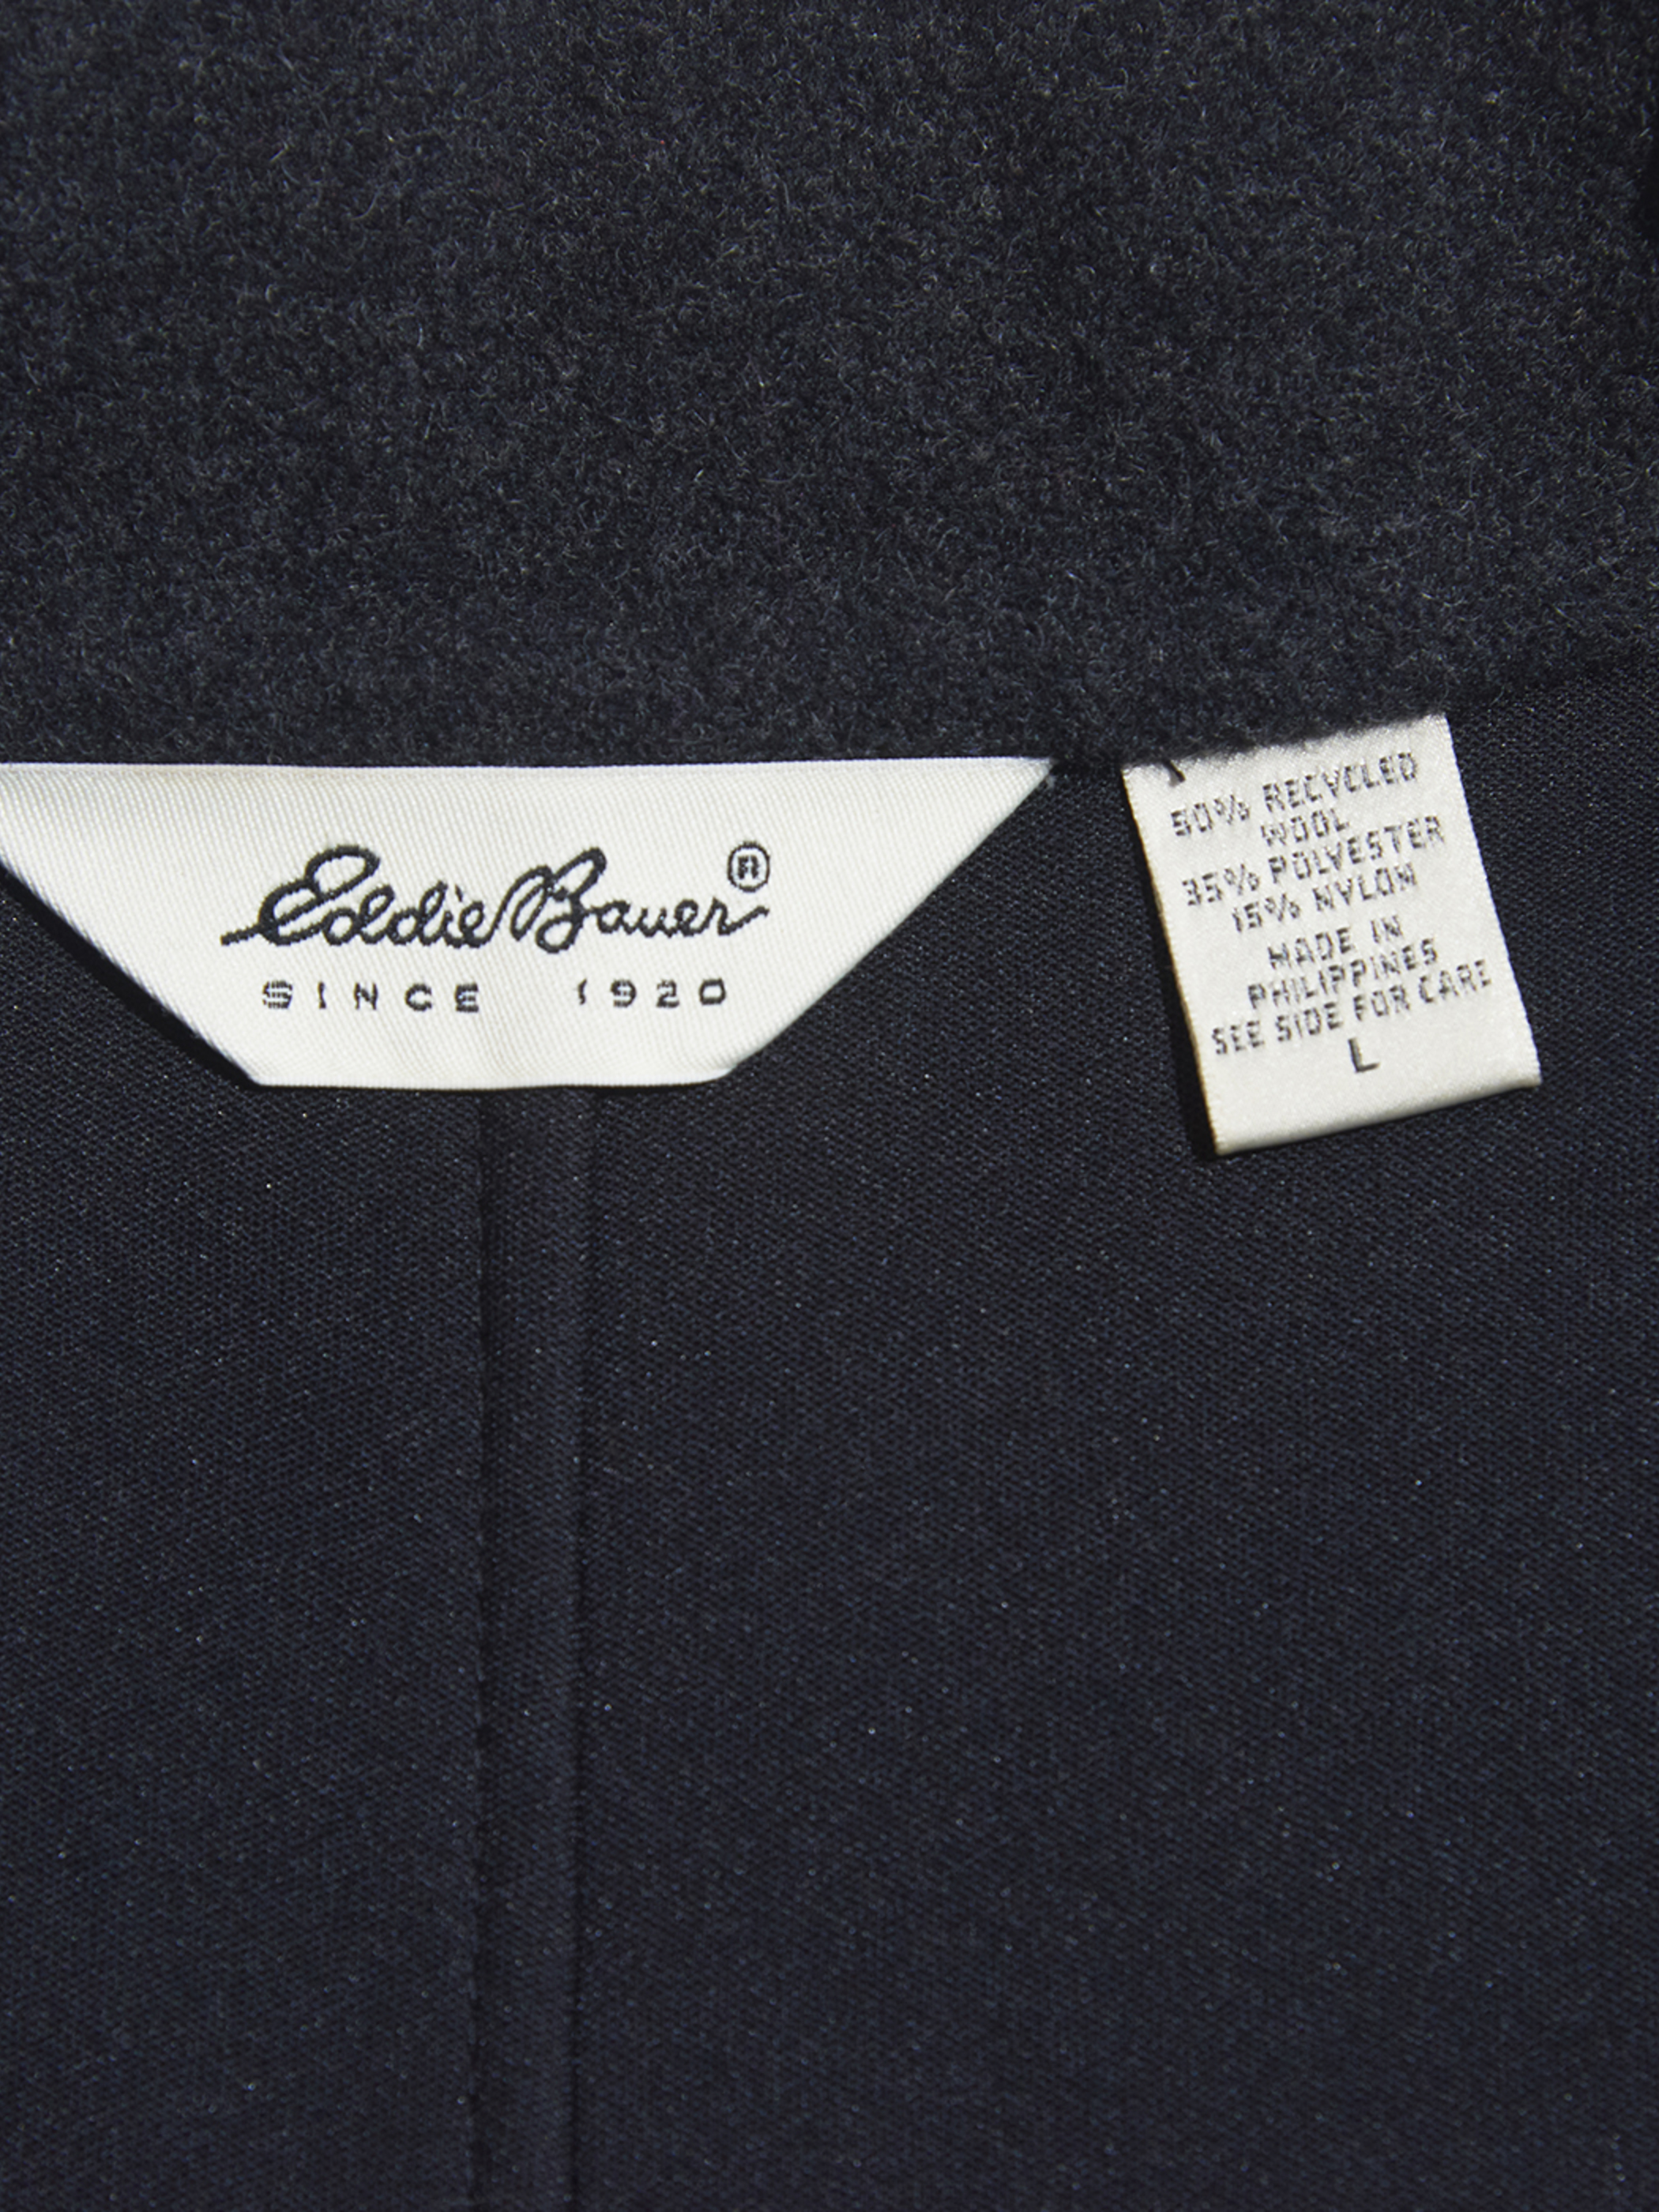 Eddie Bauer®
SINCE 1920
50% RECYCLED
WOOL
35% POLYESTER
15% NYLON
MADE IN
PHILIPPINES
SEE SIDE FOR CARE
L